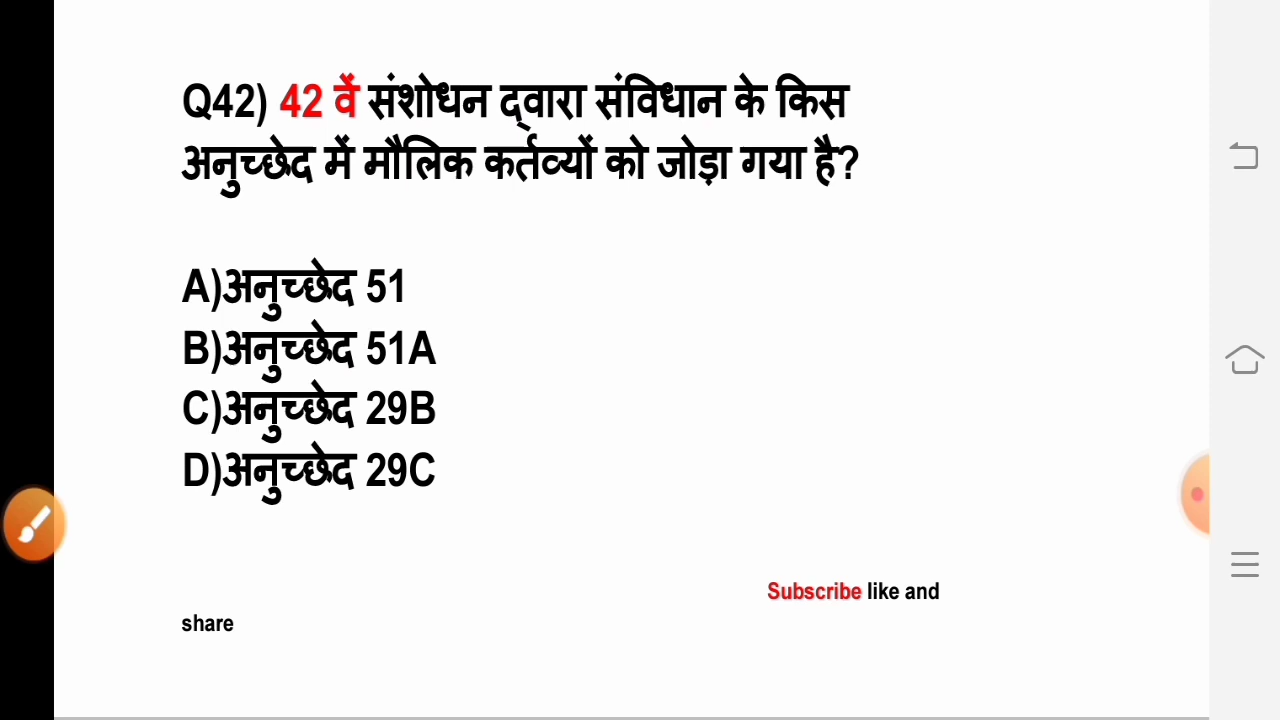 Q42) 42 वें संशोधन द्वारा संविधान के किस
अनुच्छेद में मौलिक कर्तव्यों को जोड़ा गया है?
A)अनुच्छेद 51
B)अनुच्छेद 51A
C)अनुच्छेद 29B
D)अनुच्छेद 29C
Subscribe like and
share